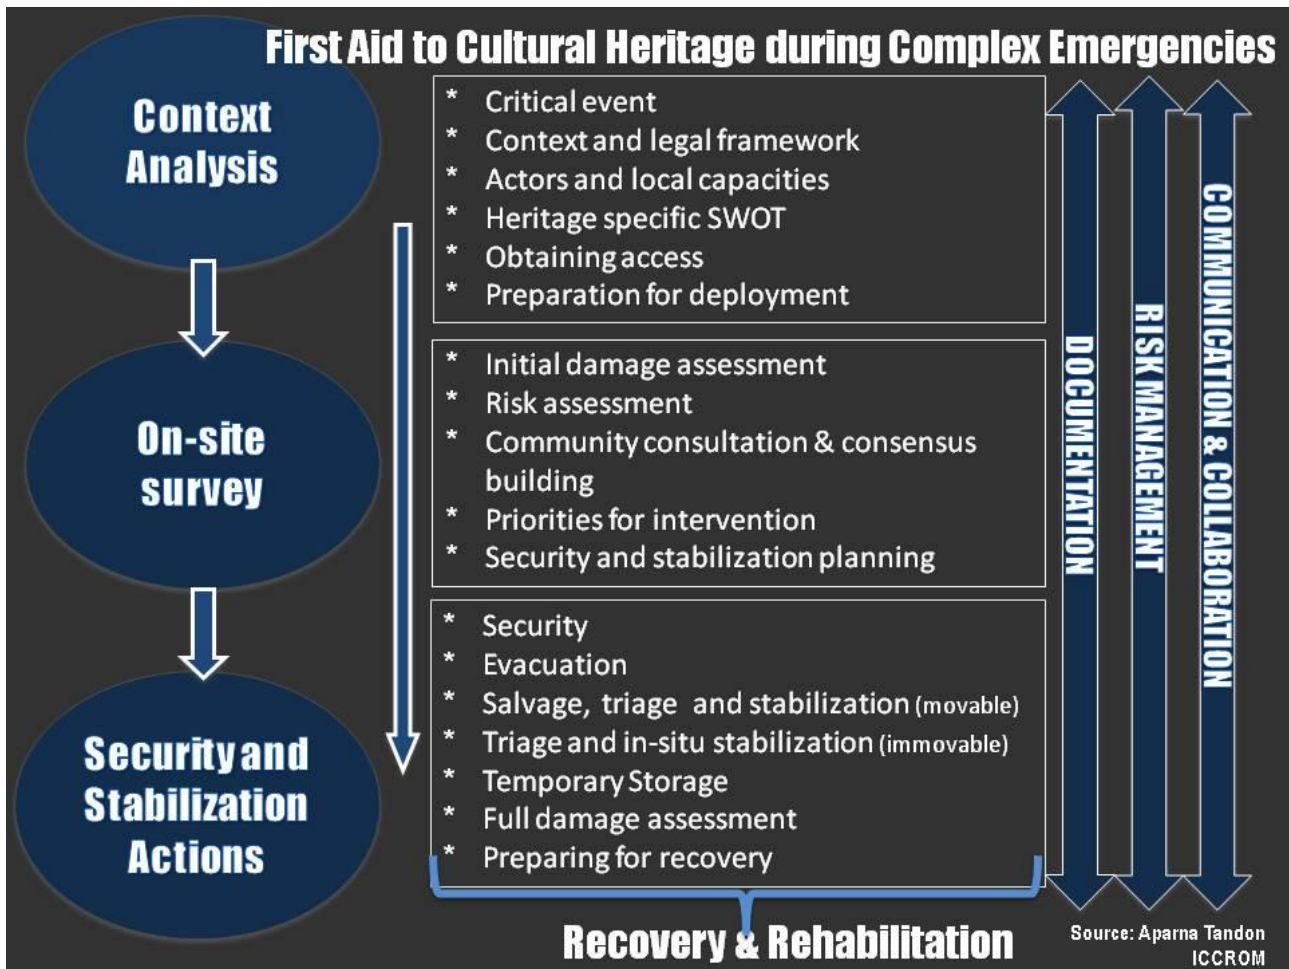 First Aid to Cultural Heritage during Complex Emergencies
Context
Analysis
* Critical event
* Context and legal framework
* Actors and local capacities
* Heritage specific SWOT
* Obtaining access
* Preparation for deployment
On-site
survey
* Initial damage assessment
* Risk assessment
* Community consultation & consensus
building
* Priorities for intervention
* Security and stabilization planning
Security and
Stabilization
Actions
* Security
* Evacuation
* Salvage, triage and stabilization (movable)
* Triage and in-situ stabilization (immovable)
* Temporary Storage
* Full damage assessment
* Preparing for recovery
DOCUMENTATION
RISK MANAGEMENT
COMMUNICATION & COLLABORATION
Recovery & Rehabilitation
Source: Aparna Tandon
ICCROM